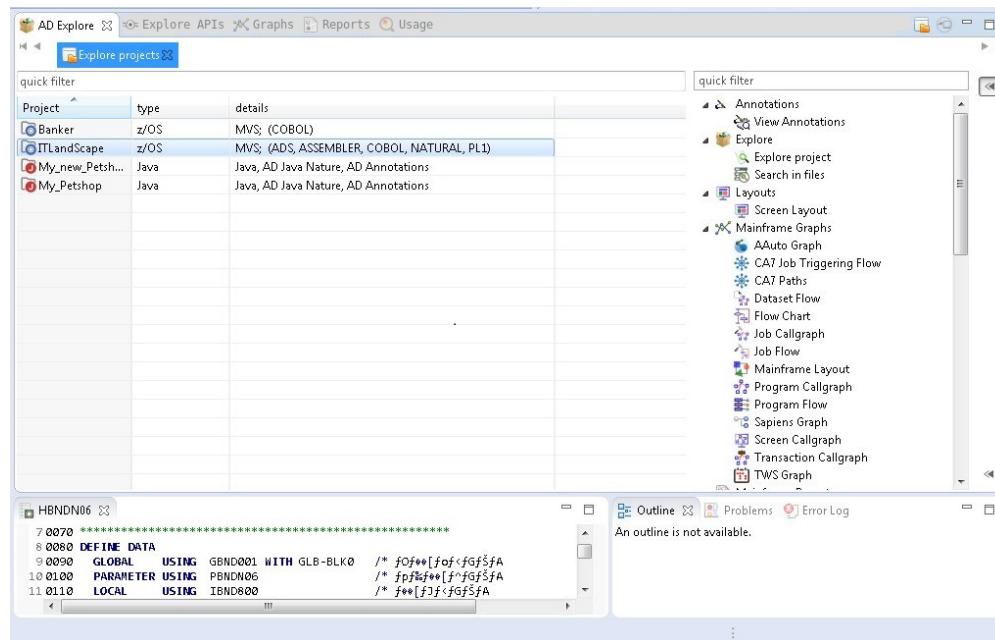 AD Explore Explore APIs Graphs Reports Usage
Explore projects
quick filter
Project type details
Banker z/OS MVS; (COBOL)
ITLandScape z/OS MVS; (ADS, ASSEMBLER, COBOL, NATURAL, PL1)
My_new_Petsh... Java Java, AD Java Nature, AD Annotations
My_Petshop Java Java, AD Java Nature, AD Annotations
quick filter
Annotations
View Annotations
Explore
Explore project
Search in files
Layouts
Screen Layout
Mainframe Graphs
AAuto Graph
CA7 Job Triggering Flow
CA7 Paths
Dataset Flow
Flow Chart
Job Callgraph
Job Flow
Mainframe Layout
Program Callgraph
Program Flow
Sapiens Graph
Screen Callgraph
Transaction Callgraph
TWS Graph
HBNDN06
7 0070 ******************************************************
8 0080 DEFINE DATA
9 0090 GLOBAL USING GBND001 WITH GLB-BLK0 /*
10 0100 PARAMETER USING PBNDN06 /*
11 0110 LOCAL USING IBND800 /*
Outline Problems Error Log
An outline is not available.